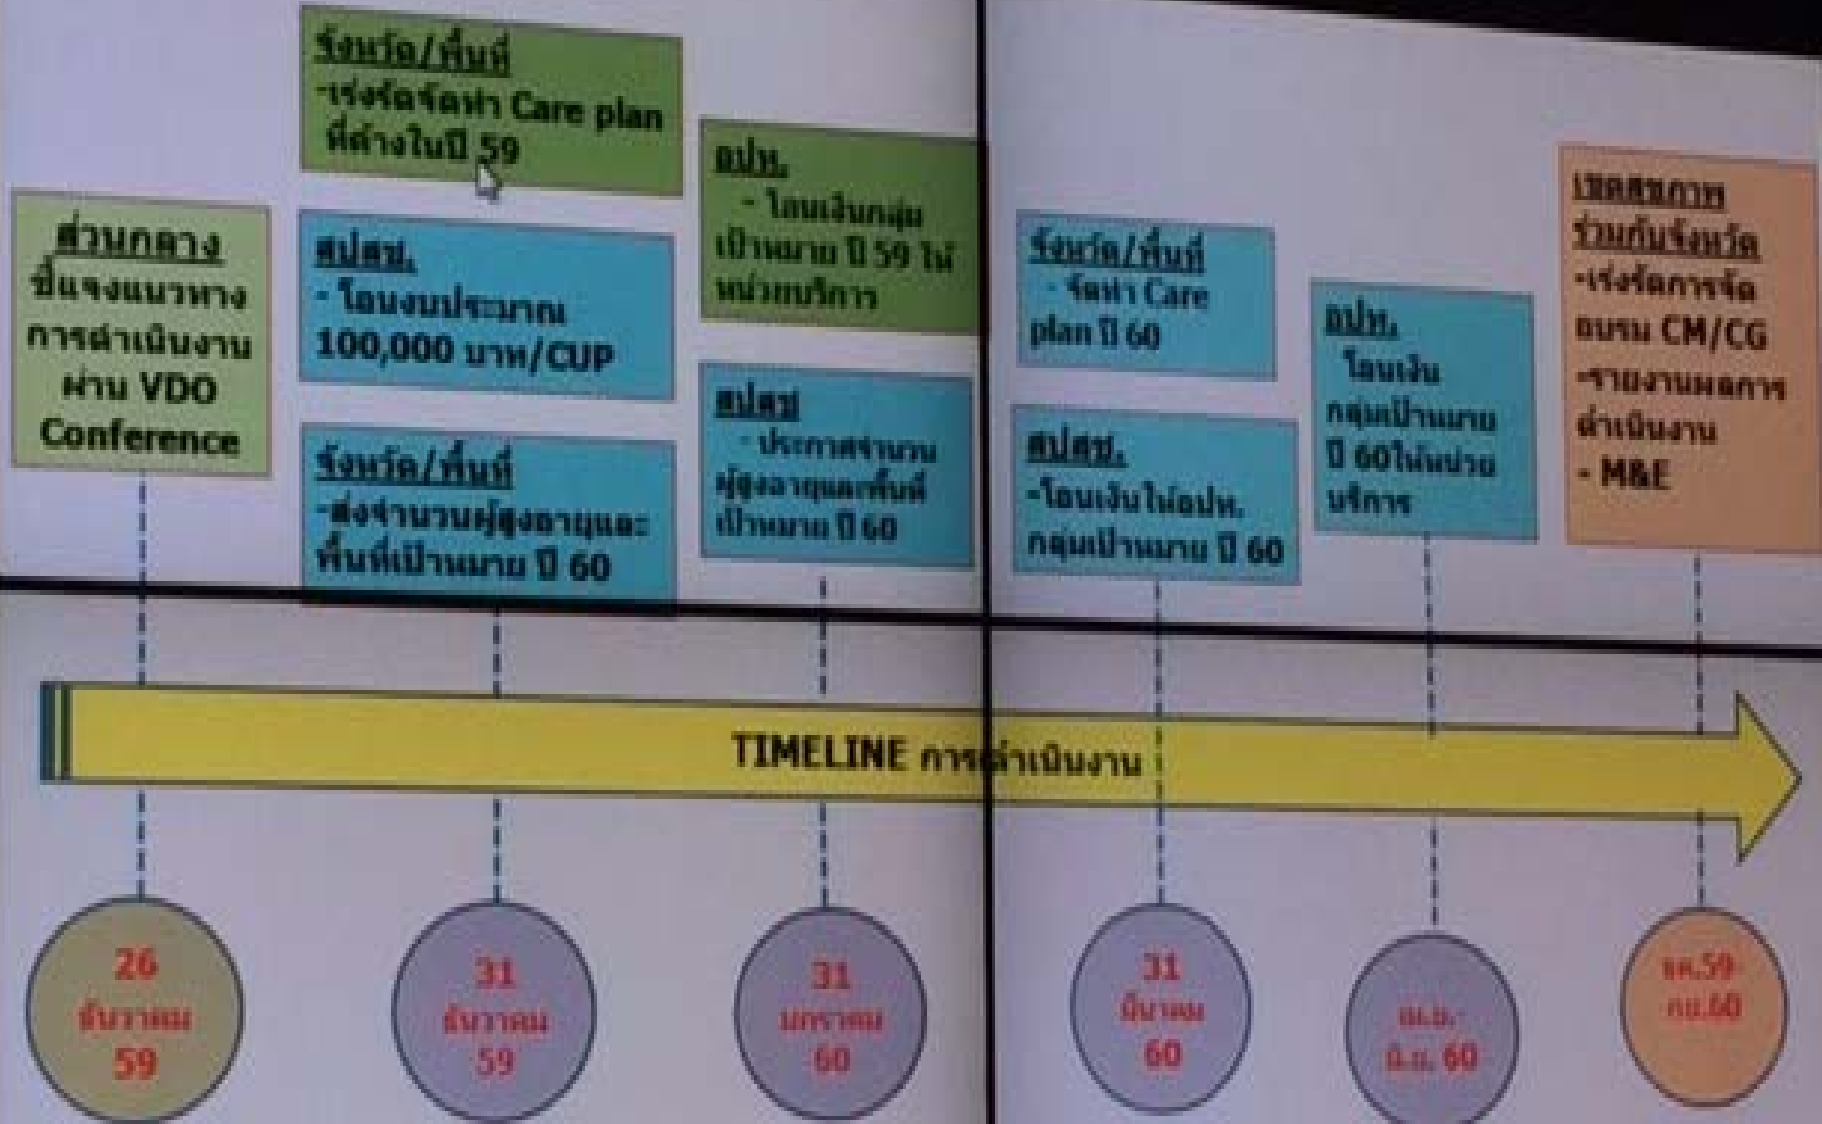 ส่วนกลาง
ชี้แจงแนวทาง
การดำเนินงาน
ผ่าน VDO
Conference
จังหวัด/พื้นที่
-เร่งรัดจัดทำ Care plan
ที่ค้างในปี 59
สปสช.
- โอนงบประมาณ
100,000 บาท/CUP
จังหวัด/พื้นที่
-ส่งจำนวนผู้สูงอายุและ
พื้นที่เป้าหมาย ปี 60
อปท.
- โอนเงินกลุ่ม
เป้าหมาย ปี 59 ให้
หน่วยบริการ
สปสช
- ประกาศจำนวน
ผู้สูงอายุและพื้นที่
เป้าหมาย ปี 60
จังหวัด/พื้นที่
- จัดทำ Care
plan ปี 60
สปสช.
-โอนเงินให้อปท.
กลุ่มเป้าหมาย ปี 60
อปท.
โอนเงิน
กลุ่มเป้าหมาย
ปี 60ให้หน่วย
บริการ
เขตสุขภาพ
ร่วมกับจังหวัด
-เร่งรัดการจัด
อบรม CM/CG
-รายงานผลการ
ดำเนินงาน
- M&E
TIMELINE การดำเนินงาน
26
ธันวาคม
59
31
ธันวาคม
59
31
มกราคม
60
31
มีนาคม
60
เม.ย.-
มิ.ย. 60
ธค.59-
กย.60